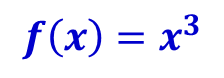 f(x) = x³